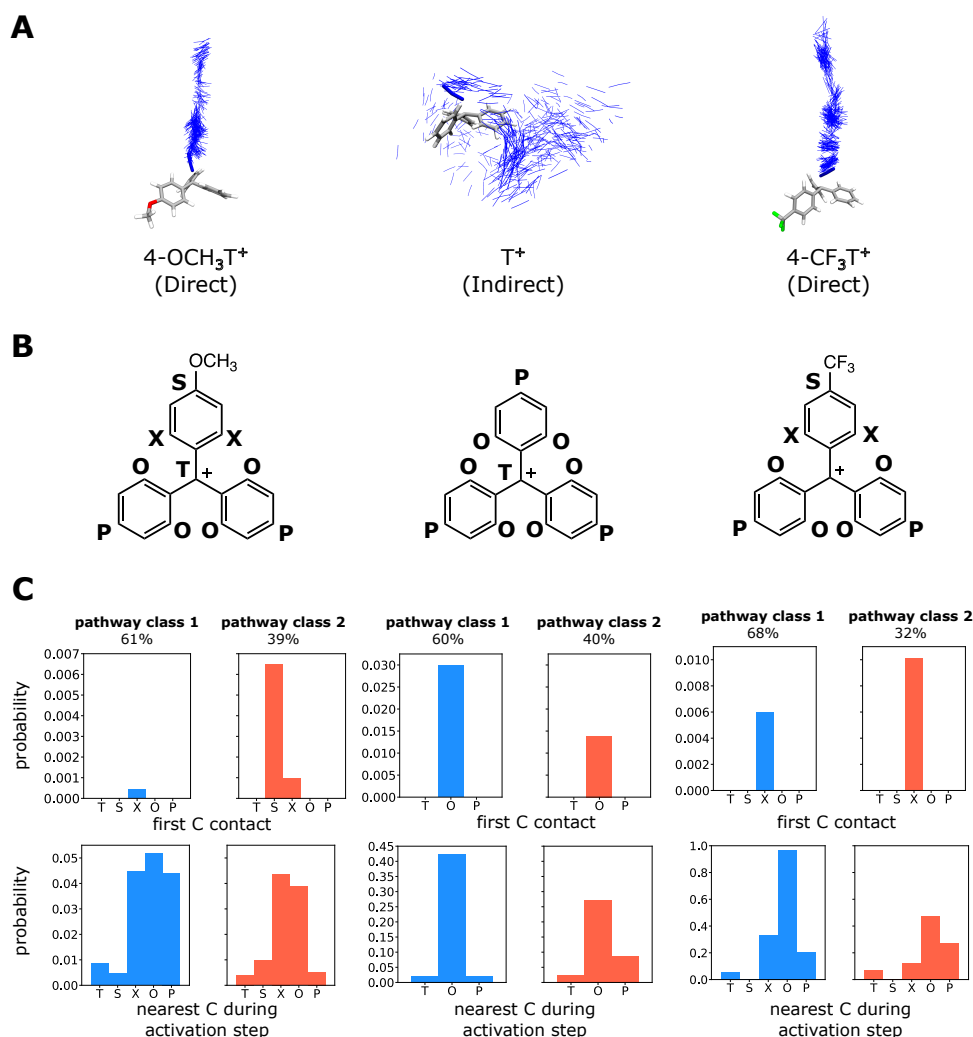 A
4-OCH₃T⁺
(Direct)
T⁺
(Indirect)
4-CF₃T⁺
(Direct)
B
OCH₃
S
X X
O T + O
P O O P
P
O O
O T + O
P O O P
CF₃
S
X X
O + O
P O O P
C
pathway class 1
61%
pathway class 2
39%
pathway class 1
60%
pathway class 2
40%
pathway class 1
68%
pathway class 2
32%
probability
0.007
0.006
0.005
0.004
0.003
0.002
0.001
0.000
T S X O P
T S X O P
first C contact
0.030
0.025
0.020
0.015
0.010
0.005
0.000
T O P
T O P
first C contact
0.010
0.008
0.006
0.004
0.002
0.000
T S X O P
T S X O P
first C contact
probability
0.05
0.04
0.03
0.02
0.01
0.00
T S X O P
T S X O P
nearest C during
activation step
0.45
0.40
0.35
0.30
0.25
0.20
0.15
0.10
0.05
0.00
T O P
T O P
nearest C during
activation step
1.0
0.8
0.6
0.4
0.2
0.0
T S X O P
T S X O P
nearest C during
activation step